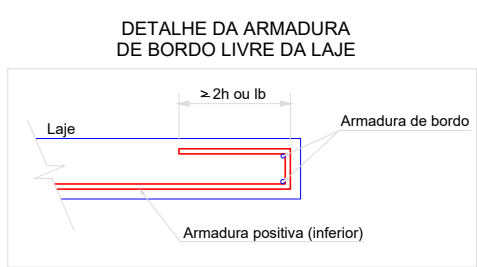 DETALHE DA ARMADURA
DE BORDO LIVRE DA LAJE
≥2h ou lb
Armadura de bordo
Laje
Armadura positiva (inferior)